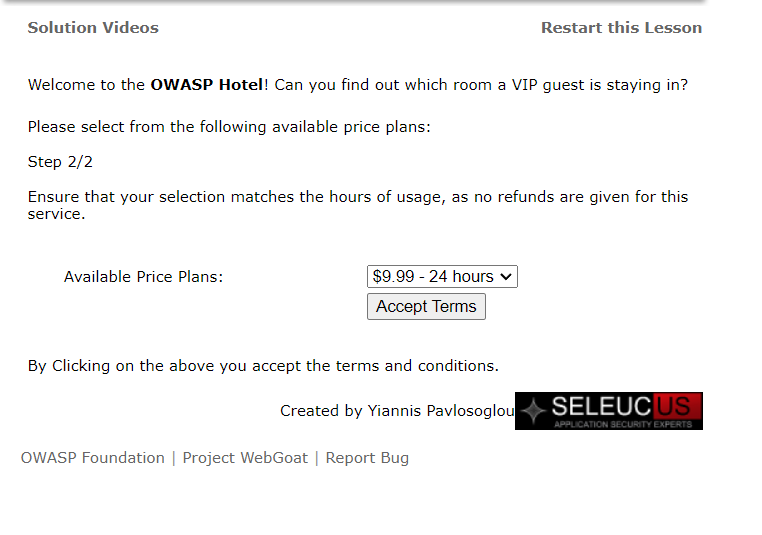 Solution Videos Restart this Lesson
Welcome to the OWASP Hotel! Can you find out which room a VIP guest is staying in?
Please select from the following available price plans:
Step 2/2
Ensure that your selection matches the hours of usage, as no refunds are given for this
service.
Available Price Plans: $9.99 - 24 hours
Accept Terms
By Clicking on the above you accept the terms and conditions.
Created by Yiannis Pavlosoglou SELEUCUS
APPLICATION SECURITY EXPERTS
OWASP Foundation | Project WebGoat | Report Bug